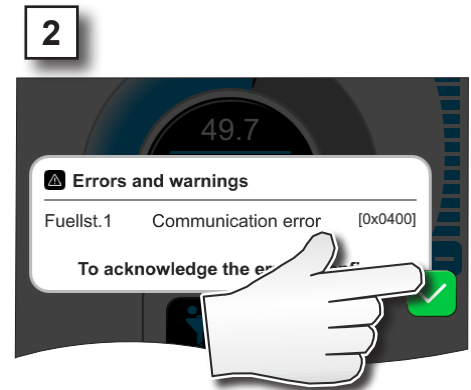 2
49.7
Errors and warnings
Fuellst.1 Communication error [0x0400]
To acknowledge the